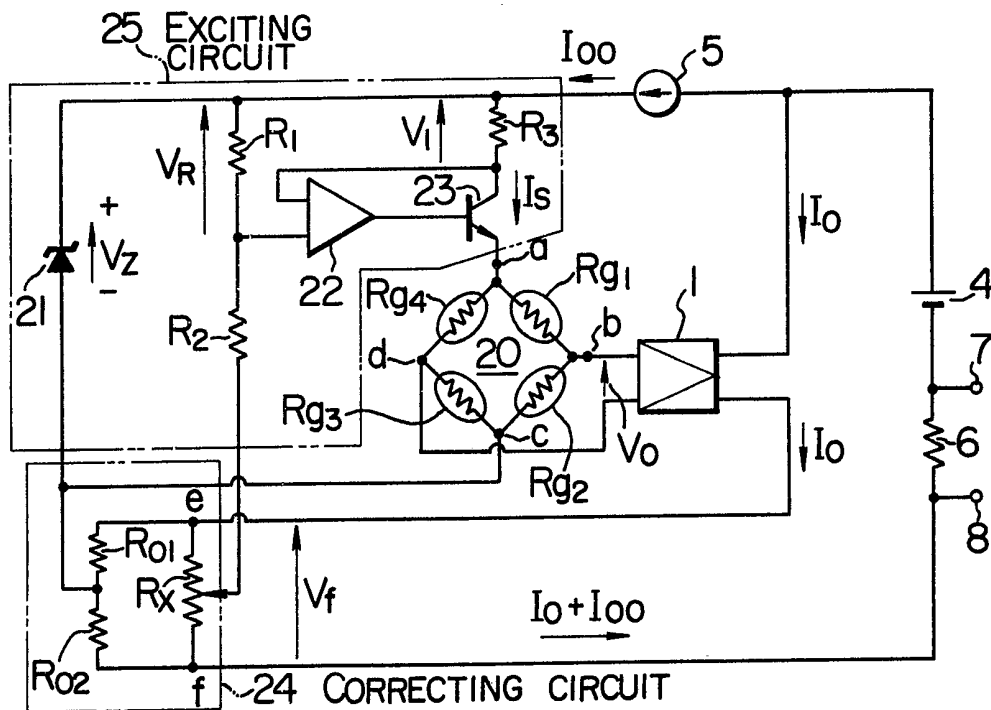 25 EXCITING
CIRCUIT
I00
5
R1
VR
V1
R3
23
IS
I0
+
VZ
-
21
22
a
Rg4
Rg1
1
4
R2
d
20
b
7
Rg3
c
V0
Rg2
I0
6
8
e
R01
RX
Vf
I0+I00
R02
f
24 CORRECTING CIRCUIT